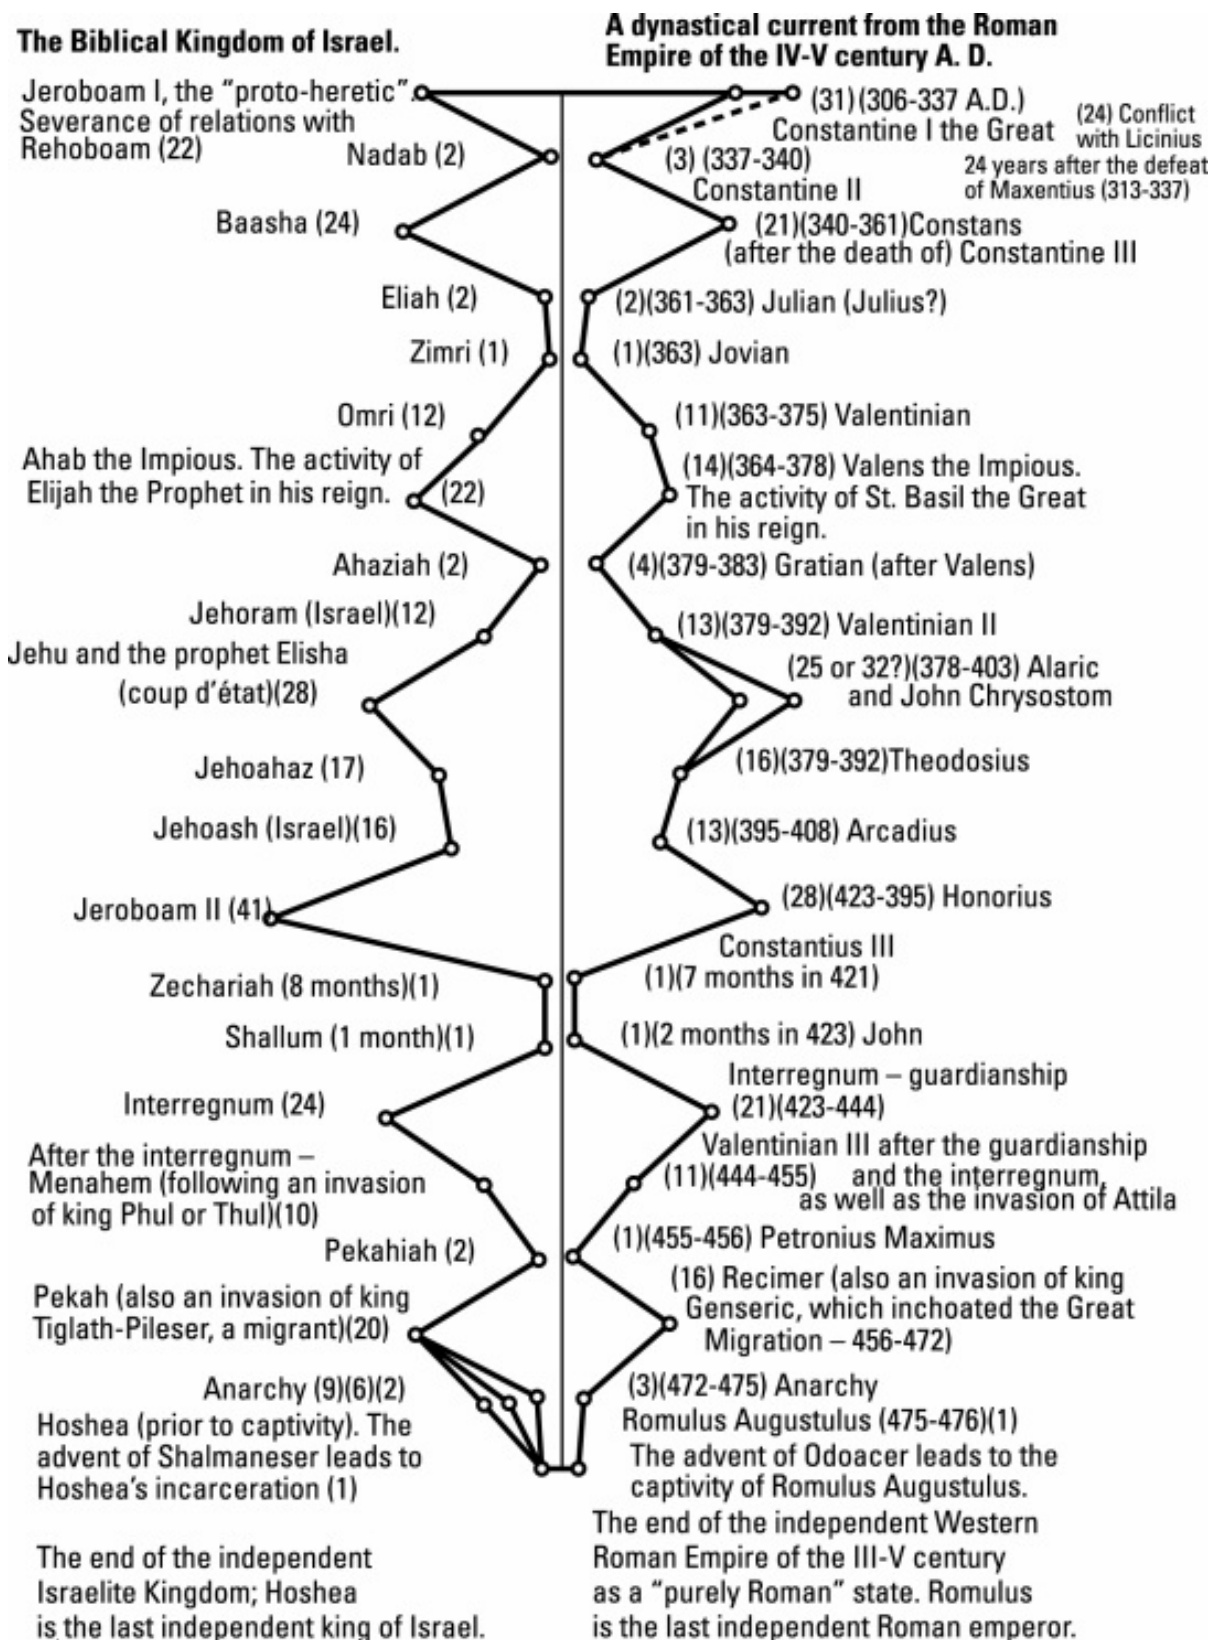 The Biblical Kingdom of Israel.
A dynastical current from the Roman
Empire of the IV-V century A. D.
Jeroboam I, the “proto-heretic”.
Severance of relations with
Rehoboam (22)
Nadab (2)
Baasha (24)
Eliah (2)
Zimri (1)
Omri (12)
Ahab the Impious. The activity of
Elijah the Prophet in his reign. (22)
Ahaziah (2)
Jehoram (Israel)(12)
Jehu and the prophet Elisha
(coup d’état)(28)
Jehoahaz (17)
Jehoash (Israel)(16)
Jeroboam II (41)
Zechariah (8 months)(1)
Shallum (1 month)(1)
Interregnum (24)
After the interregnum –
Menahem (following an invasion
of king Phul or Thul)(10)
Pekahiah (2)
Pekah (also an invasion of king
Tiglath-Pileser, a migrant)(20)
Anarchy (9)(6)(2)
Hoshea (prior to captivity). The
advent of Shalmaneser leads to
Hoshea’s incarceration (1)
The end of the independent
Israelite Kingdom; Hoshea
is the last independent king of Israel.
(31)(306-337 A.D.)
Constantine I the Great
(24) Conflict
with Licinius
24 years after the defeat
of Maxentius (313-337)
(3) (337-340)
Constantine II
(21)(340-361)Constans
(after the death of) Constantine III
(2)(361-363) Julian (Julius?)
(1)(363) Jovian
(11)(363-375) Valentinian
(14)(364-378) Valens the Impious.
The activity of St. Basil the Great
in his reign.
(4)(379-383) Gratian (after Valens)
(13)(379-392) Valentinian II
(25 or 32?)(378-403) Alaric
and John Chrysostom
(16)(379-392)Theodosius
(13)(395-408) Arcadius
(28)(423-395) Honorius
Constantius III
(1)(7 months in 421)
(1)(2 months in 423) John
Interregnum – guardianship
(21)(423-444)
Valentinian III after the guardianship
(11)(444-455) and the interregnum,
as well as the invasion of Attila
(1)(455-456) Petronius Maximus
(16) Recimer (also an invasion of king
Genseric, which inchoated the Great
Migration – 456-472)
(3)(472-475) Anarchy
Romulus Augustulus (475-476)(1)
The advent of Odoacer leads to the
captivity of Romulus Augustulus.
The end of the independent Western
Roman Empire of the III-V century
as a “purely Roman” state. Romulus
is the last independent Roman emperor.